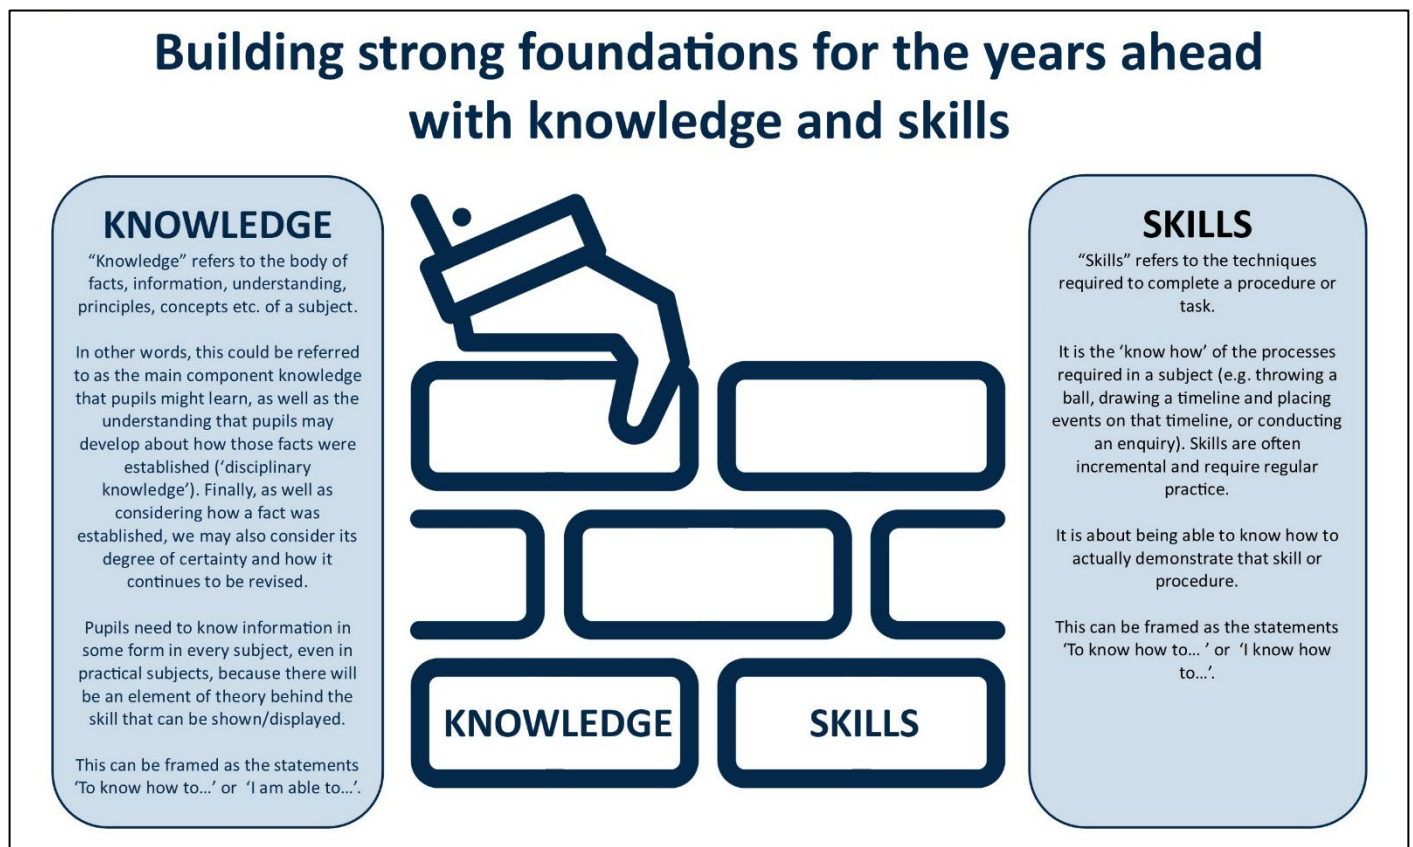 Building strong foundations for the years ahead
with knowledge and skills
KNOWLEDGE
“Knowledge” refers to the body of
facts, information, understanding,
principles, concepts etc. of a subject.
In other words, this could be referred
to as the main component knowledge
that pupils might learn, as well as the
understanding that pupils may
develop about how those facts were
established (‘disciplinary
knowledge’). Finally, as well as
considering how a fact was
established, we may also consider its
degree of certainty and how it
continues to be revised.
Pupils need to know information in
some form in every subject, even in
practical subjects, because there will
be an element of theory behind the
skill that can be shown/displayed.
This can be framed as the statements
‘To know how to…’ or  ‘I am able to…’.
KNOWLEDGE
SKILLS
SKILLS
“Skills” refers to the techniques
required to complete a procedure or
task.
It is the ‘know how’ of the processes
required in a subject (e.g. throwing a
ball, drawing a timeline and placing
events on that timeline, or conducting
an enquiry). Skills are often
incremental and require regular
practice.
It is about being able to know how to
actually demonstrate that skill or
procedure.
This can be framed as the statements
‘To know how to… ’ or  ‘I know how
to…’.